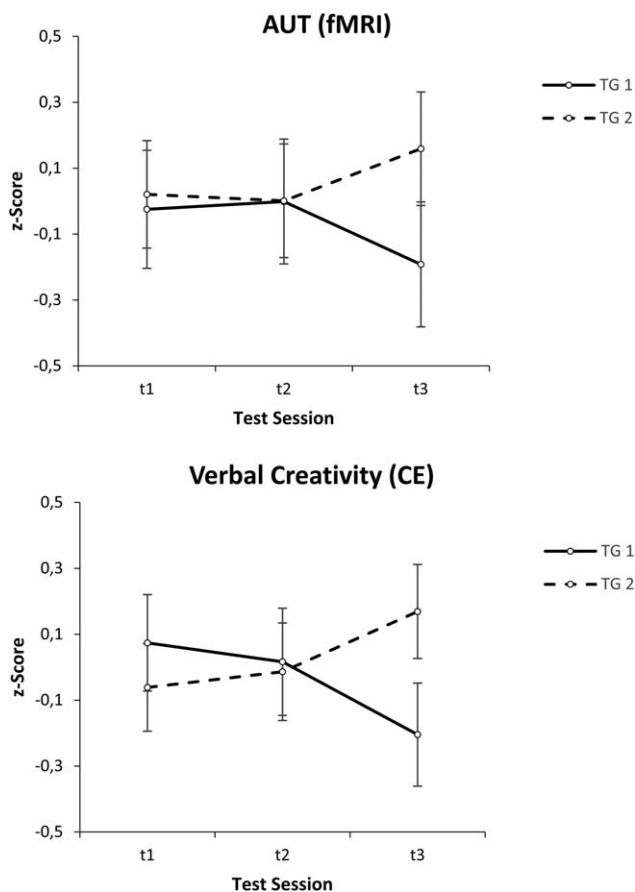 AUT (fMRI)
0,5
0,3
0,1
-0,1
-0,3
-0,5
z-Score
t1 t2 t3
Test Session
TG 1
TG 2
Verbal Creativity (CE)
0,5
0,3
0,1
-0,1
-0,3
-0,5
z-Score
t1 t2 t3
Test Session
TG 1
TG 2